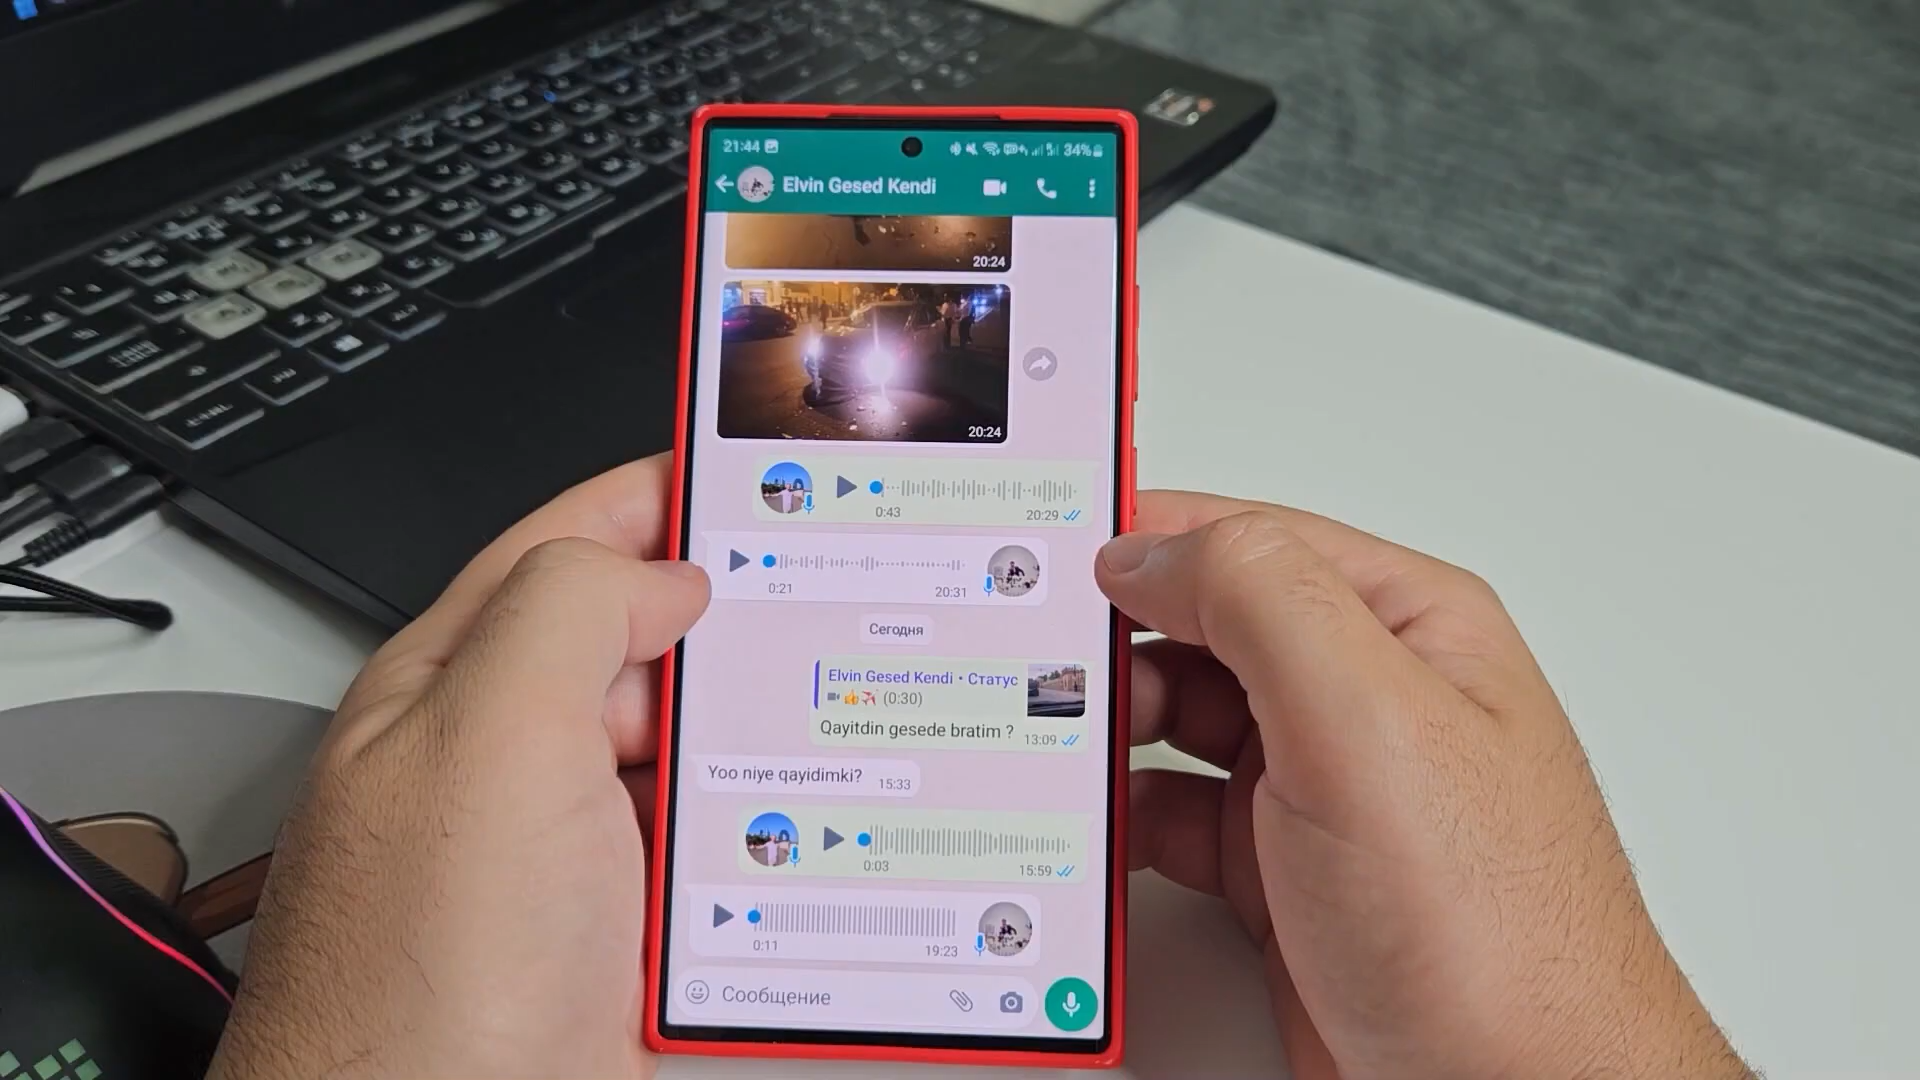 21:44
34%
Elvin Gesed Kendi
20:24
20:24
0:43 20:29
0:21 20:31
Сегодня
Elvin Gesed Kendi • Статус
(0:30)
Qayitdin gesede bratim ?
13:09
Yoo niye qayidimki?
15:33
0:03 15:59
0:11 19:23
Сообщение